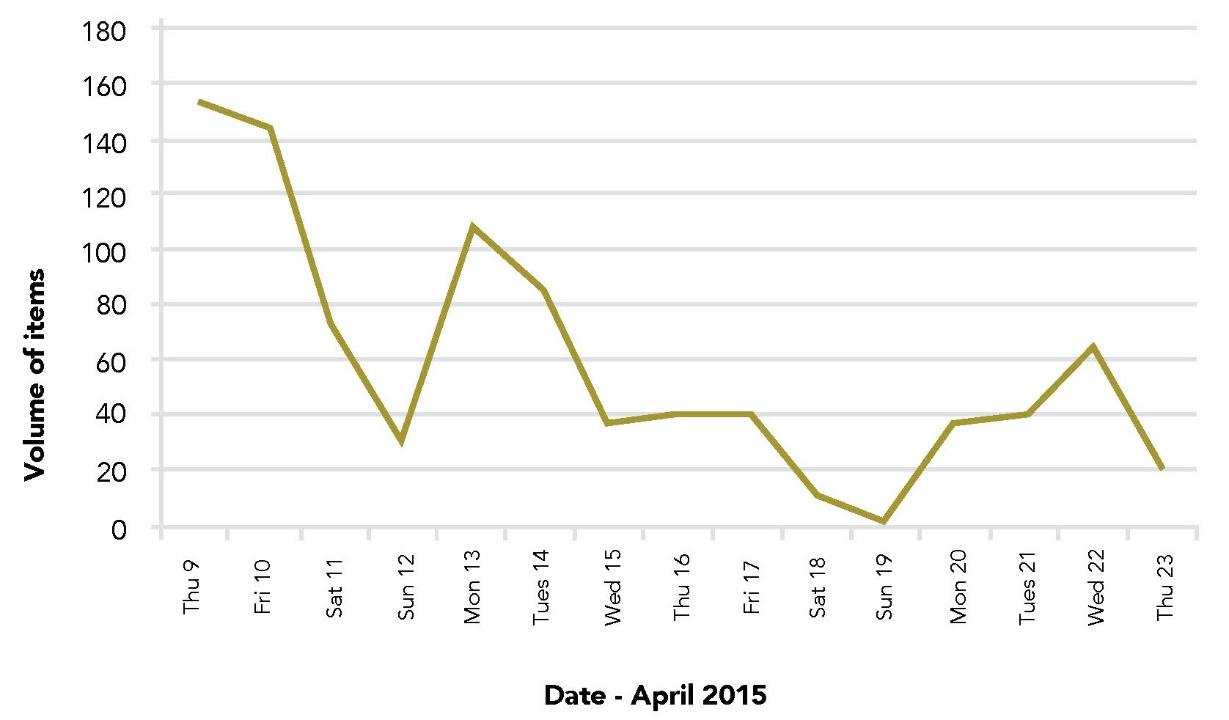 180
160
140
120
100
80
60
40
20
0
Volume of items
Thu 9
Fri 10
Sat 11
Sun 12
Mon 13
Tues 14
Wed 15
Thu 16
Fri 17
Sat 18
Sun 19
Mon 20
Tues 21
Wed 22
Thu 23
Date - April 2015